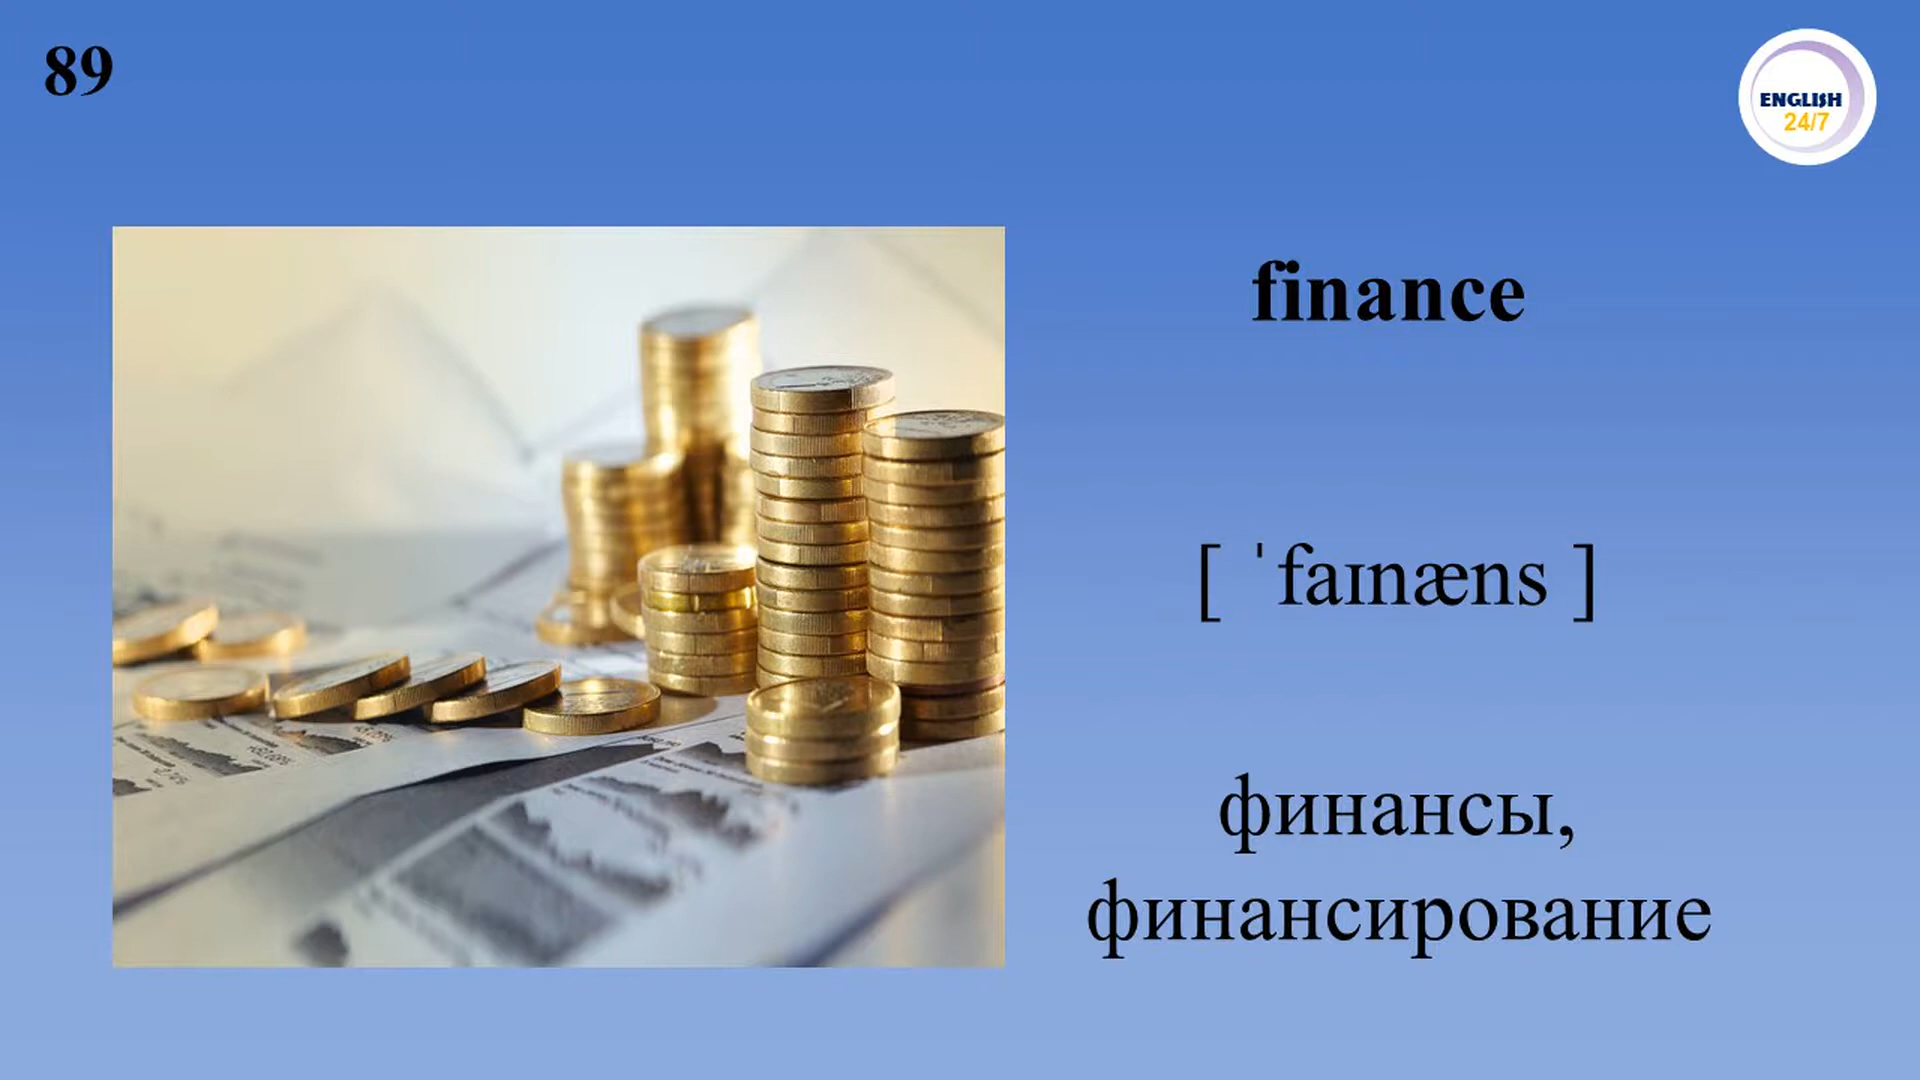 89
ENGLISH
24/7
finance
[ ˈfaɪnæns ]
финансы,
финансирование